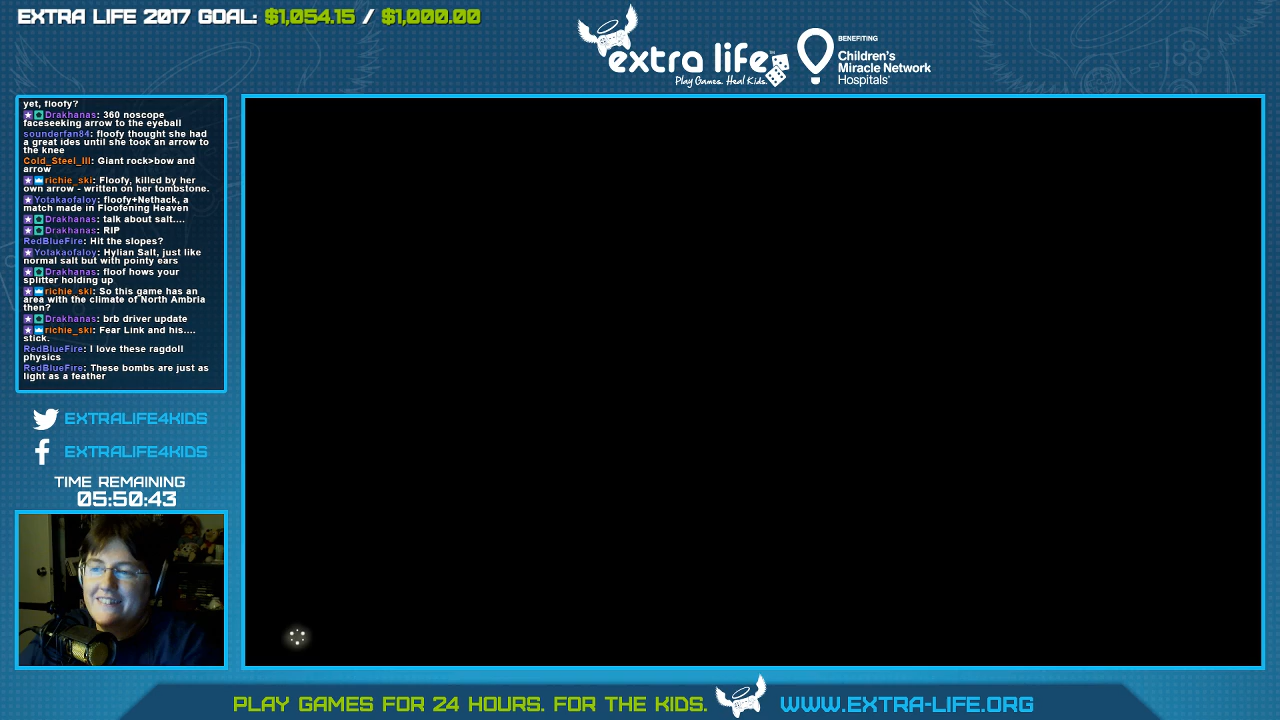 EXTRA LIFE 2017 GOAL: $1,054.15 / $1,000.00
extra life
Play Games. Heal Kids.
BENEFITING
Children's
Miracle Network
Hospitals
yet, floofy?
Drakhanas: 360 noscope
faceseeking arrow to the eyeball
sounderfan84: floofy thought she had
a great ides until she took an arrow to
the knee
Cold_Steel_III: Giant rock>bow and
arrow
richie_ski: Floofy, killed by her
own arrow - written on her tombstone.
Yotakaofaloy: floofy+Nethack, a
match made in Floofening Heaven
Drakhanas: talk about salt....
Drakhanas: RIP
RedBlueFire: Hit the slopes?
Yotakaofaloy: Hylian Salt, just like
normal salt but with pointy ears
Drakhanas: floof hows your
splitter holding up
richie_ski: So this game has an
area with the climate of North Ambria
then?
Drakhanas: brb driver update
richie_ski: Fear Link and his....
stick.
RedBlueFire: I love these ragdoll
physics
RedBlueFire: These bombs are just as
light as a feather
EXTRALIFE4KIDS
EXTRALIFE4KIDS
TIME REMAINING
05:50:43
PLAY GAMES FOR 24 HOURS. FOR THE KIDS. WWW.EXTRA-LIFE.ORG